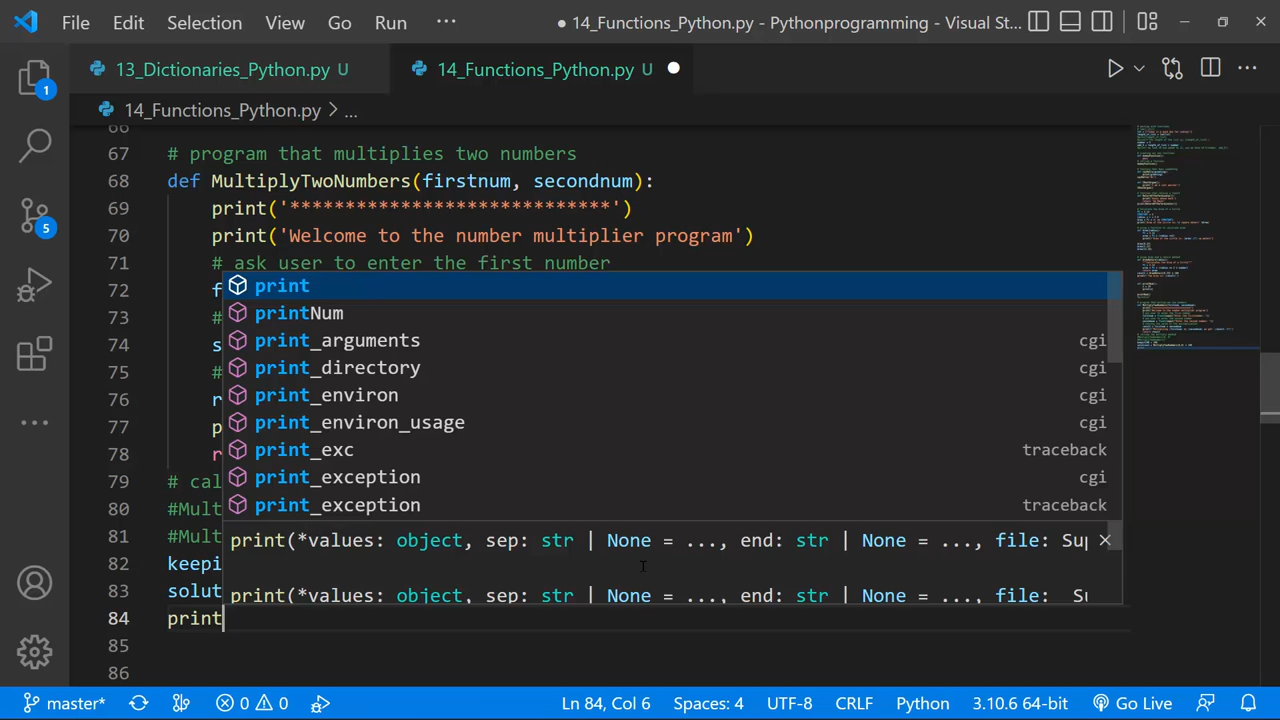 File Edit Selection View Go Run ··· ● 14_Functions_Python.py - Pythonprogramming - Visual St...
13_Dictionaries_Python.py U 14_Functions_Python.py U ●
14_Functions_Python.py > ...
66
67 # program that multiplies two numbers
68 def MultiplyTwoNumbers(firstnum, secondnum):
69 print('*****************************')
70 print('Welcome to the number multiplier program')
71 # ask user to enter the first number
72 f
73 #
74 s
75 #
76 r
77 p
78 r
79 # cal
80 #Mult
81 #Mult
82 keepi
83 solut
84 print
85
86
print
printNum
print_arguments cgi
print_directory cgi
print_environ cgi
print_environ_usage cgi
print_exc traceback
print_exception cgi
print_exception traceback
print(*values: object, sep: str | None = ..., end: str | None = ..., file: Sup
print(*values: object, sep: str | None = ..., end: str | None = ..., file: Su
1
5
master* 0 0 Ln 84, Col 6 Spaces: 4 UTF-8 CRLF Python 3.10.6 64-bit Go Live